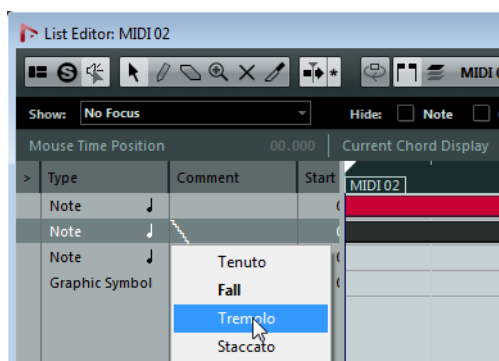 List Editor: MIDI 02
MIDI
Show: No Focus Hide: Note
Mouse Time Position 00.000 Current Chord Display
> Type Comment Start MIDI 02
Note
Note
Note
Graphic Symbol
Tenuto
Fall
Tremolo
Staccato